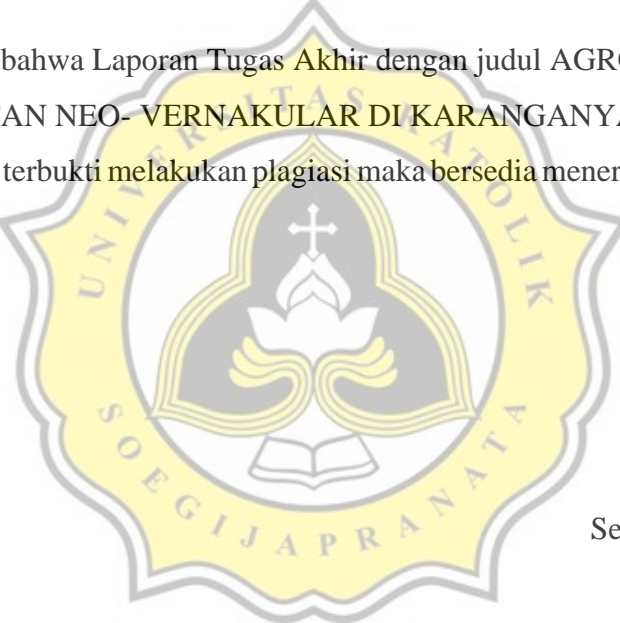 bahwa Laporan Tugas Akhir dengan judul AGR
AN NEO- VERNAKULAR DI KARANGANYA
terbukti melakukan plagiasi maka bersedia mener
UNIVERSITAS KATOLIK
SOEGIJAPRANATA
Se